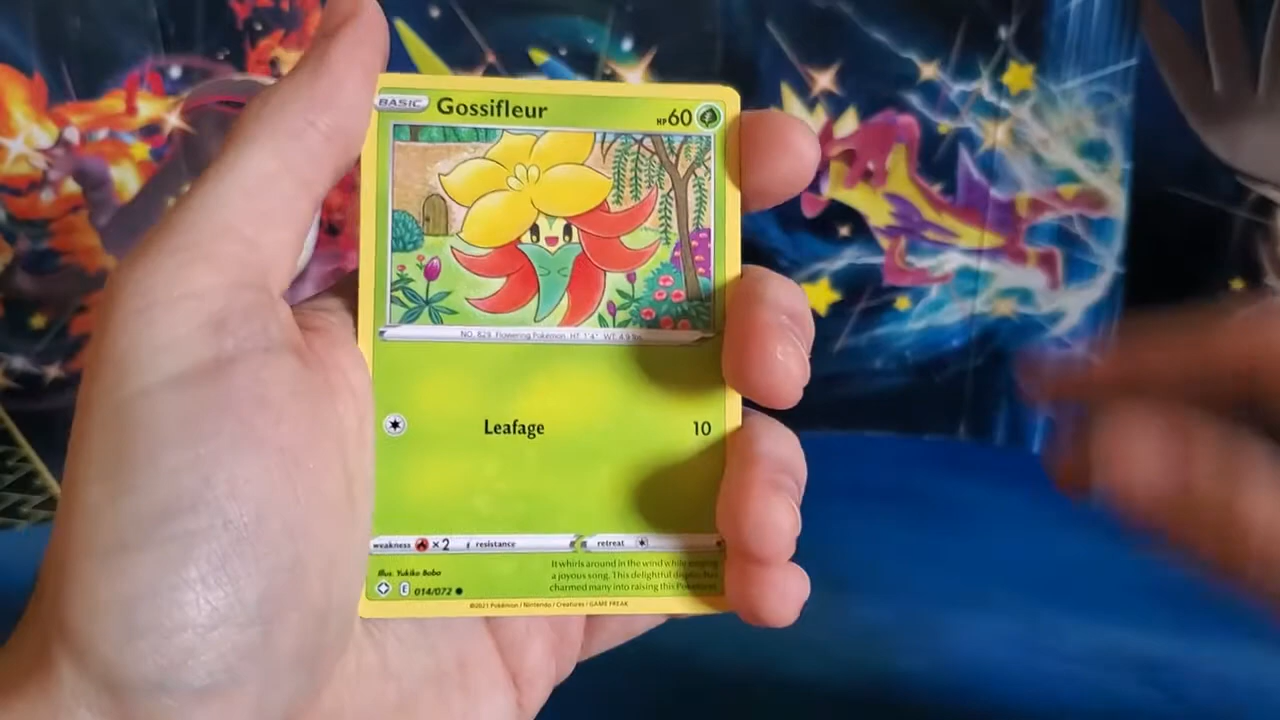 BASIC Gossifleur HP 60
NO. 829 Flowering Pokémon HT: 1'4" WT: 4.9 lbs.
Leafage 10
weakness ×2 resistance retreat
Illus. Yukiko Baba
It whirls around in the wind while singing
a joyous song. This delightful display has
charmed many into raising this Pokémon.
E 014/072
©2021 Pokémon / Nintendo / Creatures / GAME FREAK